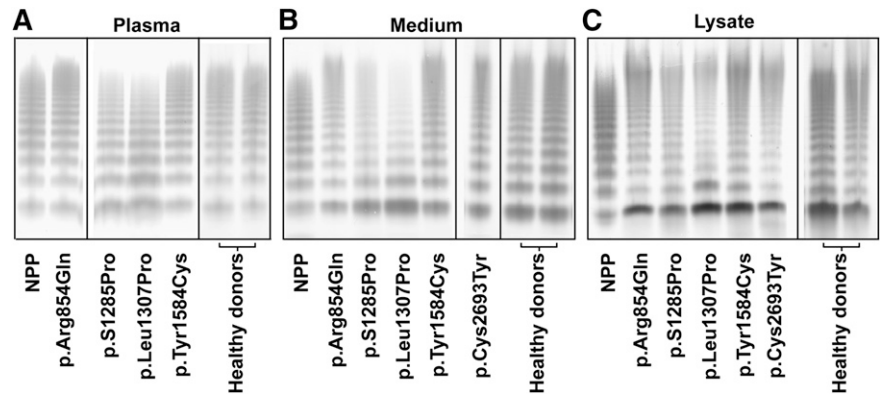 A
Plasma
B
Medium
C
Lysate
NPP
p.Arg854Gln
p.S1285Pro
p.Leu1307Pro
p.Tyr1584Cys
Healthy donors
NPP
p.Arg854Gln
p.S1285Pro
p.Leu1307Pro
p.Tyr1584Cys
p.Cys2693Tyr
Healthy donors
NPP
p.Arg854Gln
p.S1285Pro
p.Leu1307Pro
p.Tyr1584Cys
p.Cys2693Tyr
Healthy donors